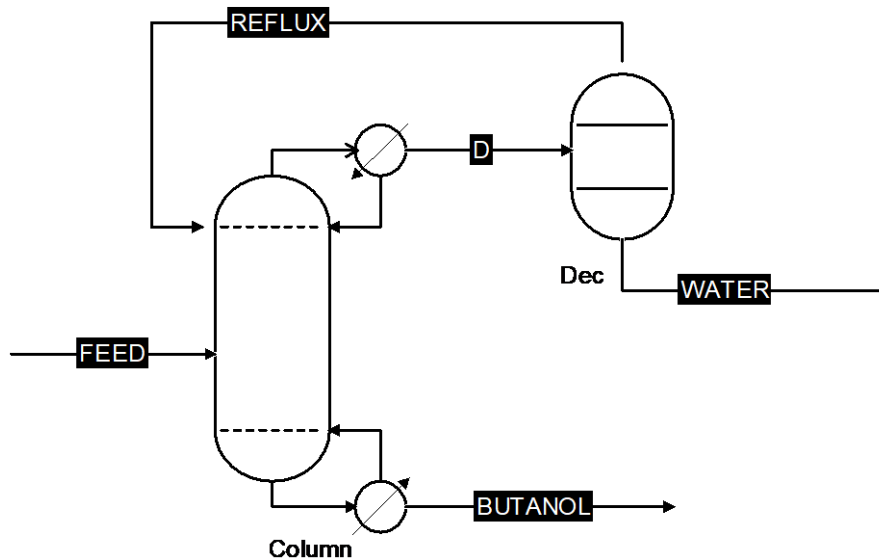 REFLUX
D
Dec
WATER
FEED
BUTANOL
Column